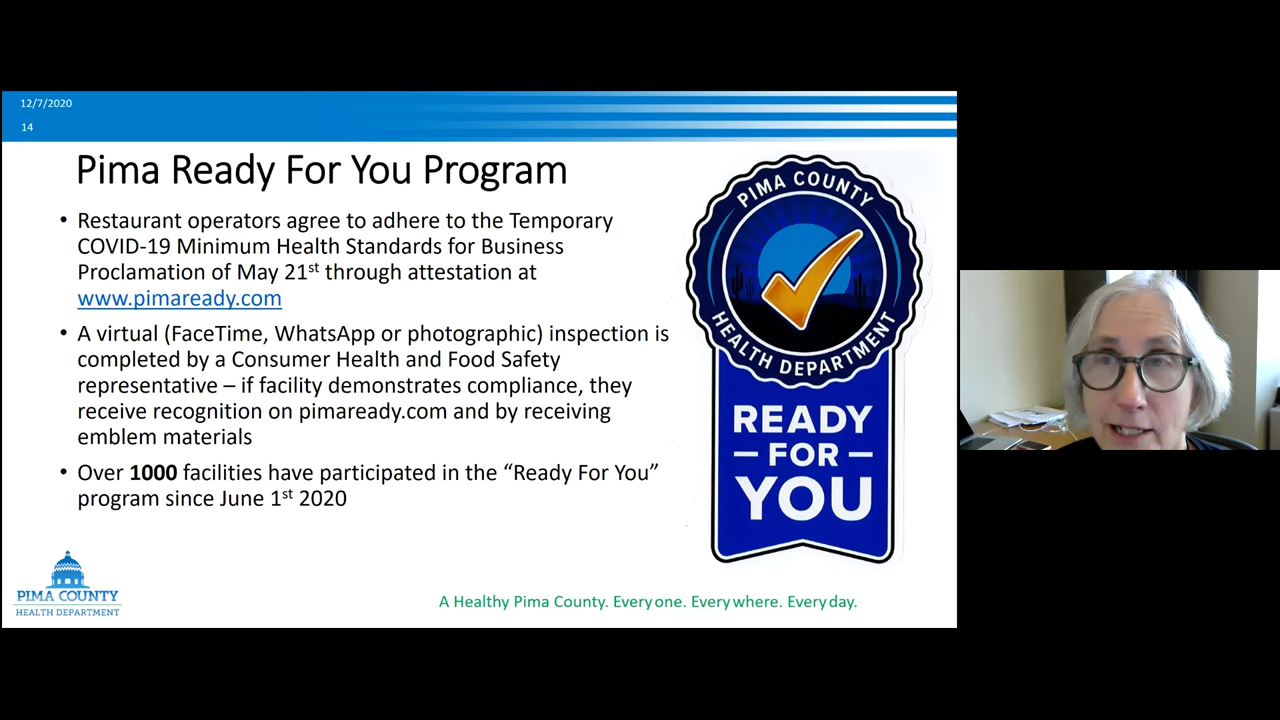 12/7/2020
14
Pima Ready For You Program
• Restaurant operators agree to adhere to the Temporary
COVID-19 Minimum Health Standards for Business
Proclamation of May 21st through attestation at
www.pimaready.com
• A virtual (FaceTime, WhatsApp or photographic) inspection is
completed by a Consumer Health and Food Safety
representative – if facility demonstrates compliance, they
receive recognition on pimaready.com and by receiving
emblem materials
• Over 1000 facilities have participated in the “Ready For You”
program since June 1st 2020
PIMA COUNTY
HEALTH DEPARTMENT
READY
– FOR –
YOU
PIMA COUNTY
HEALTH DEPARTMENT
A Healthy Pima County. Every one. Every where. Every day.